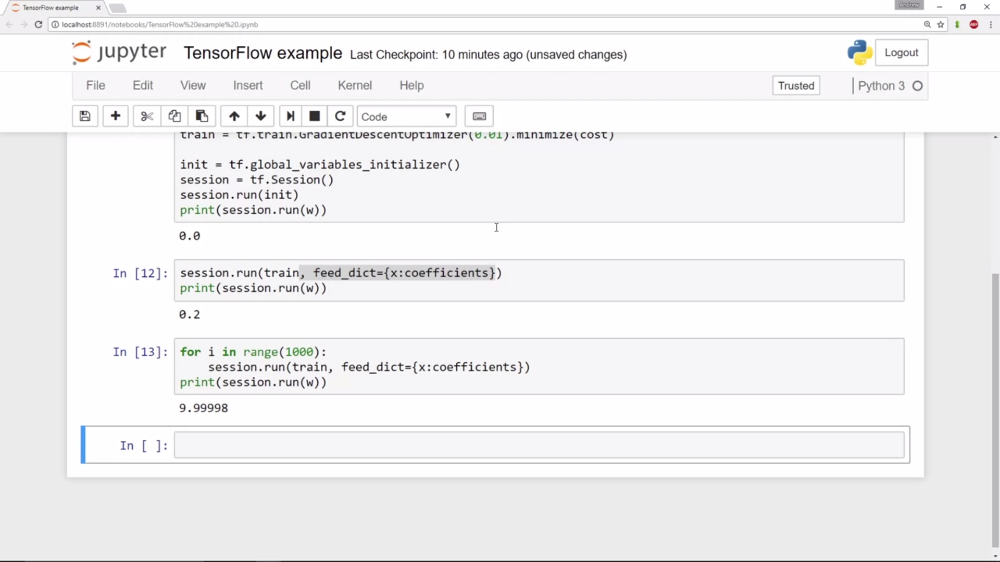 TensorFlow example
Andrew
localhost:8891/notebooks/TensorFlow%20example%20.ipynb
ABP
jupyter TensorFlow example Last Checkpoint: 10 minutes ago (unsaved changes)
Logout
File Edit View Insert Cell Kernel Help
Trusted
Python 3
Code
train = tf.train.GradientDescentOptimizer(0.01).minimize(cost)
init = tf.global_variables_initializer()
session = tf.Session()
session.run(init)
print(session.run(w))
0.0
In [12]: session.run(train, feed_dict={x:coefficients})
print(session.run(w))
0.2
In [13]: for i in range(1000):
    session.run(train, feed_dict={x:coefficients})
print(session.run(w))
9.99998
In [ ]: